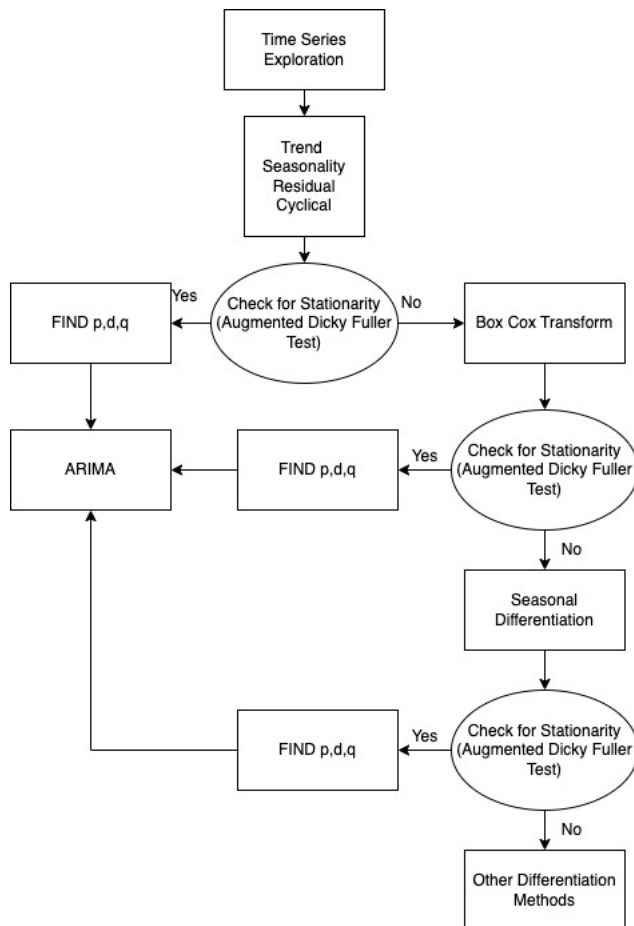 Time Series
Exploration
Trend
Seasonality
Residual
Cyclical
Yes
Check for Stationarity
(Augmented Dicky Fuller
Test)
No
FIND p,d,q
Box Cox Transform
ARIMA
FIND p,d,q
Yes
Check for Stationarity
(Augmented Dicky Fuller
Test)
No
Seasonal
Differentiation
FIND p,d,q
Yes
Check for Stationarity
(Augmented Dicky Fuller
Test)
No
Other Differentiation
Methods